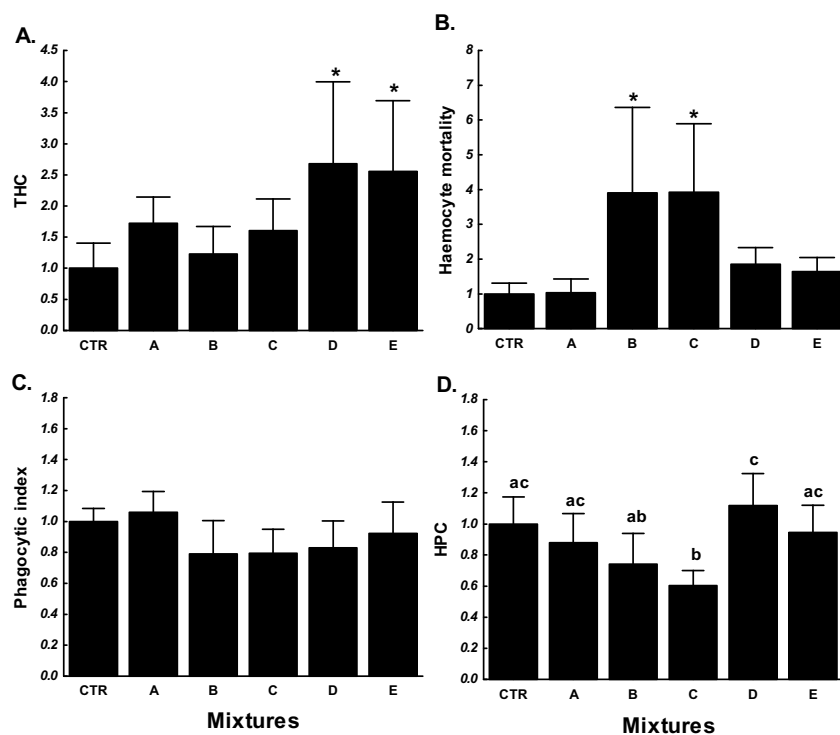 A.
4.5
4.0
3.5
3.0
2.5
2.0
1.5
1.0
0.5
0.0
THC
* *
CTR A B C D E
B.
8
7
6
5
4
3
2
1
0
Haemocyte mortality
* *
CTR A B C D E
C.
1.8
1.6
1.4
1.2
1.0
0.8
0.6
0.4
0.2
0.0
Phagocytic index
CTR A B C D E
Mixtures
D.
1.8
1.6
1.4
1.2
1.0
0.8
0.6
0.4
0.2
0.0
HPC
ac ac ab b c ac
CTR A B C D E
Mixtures